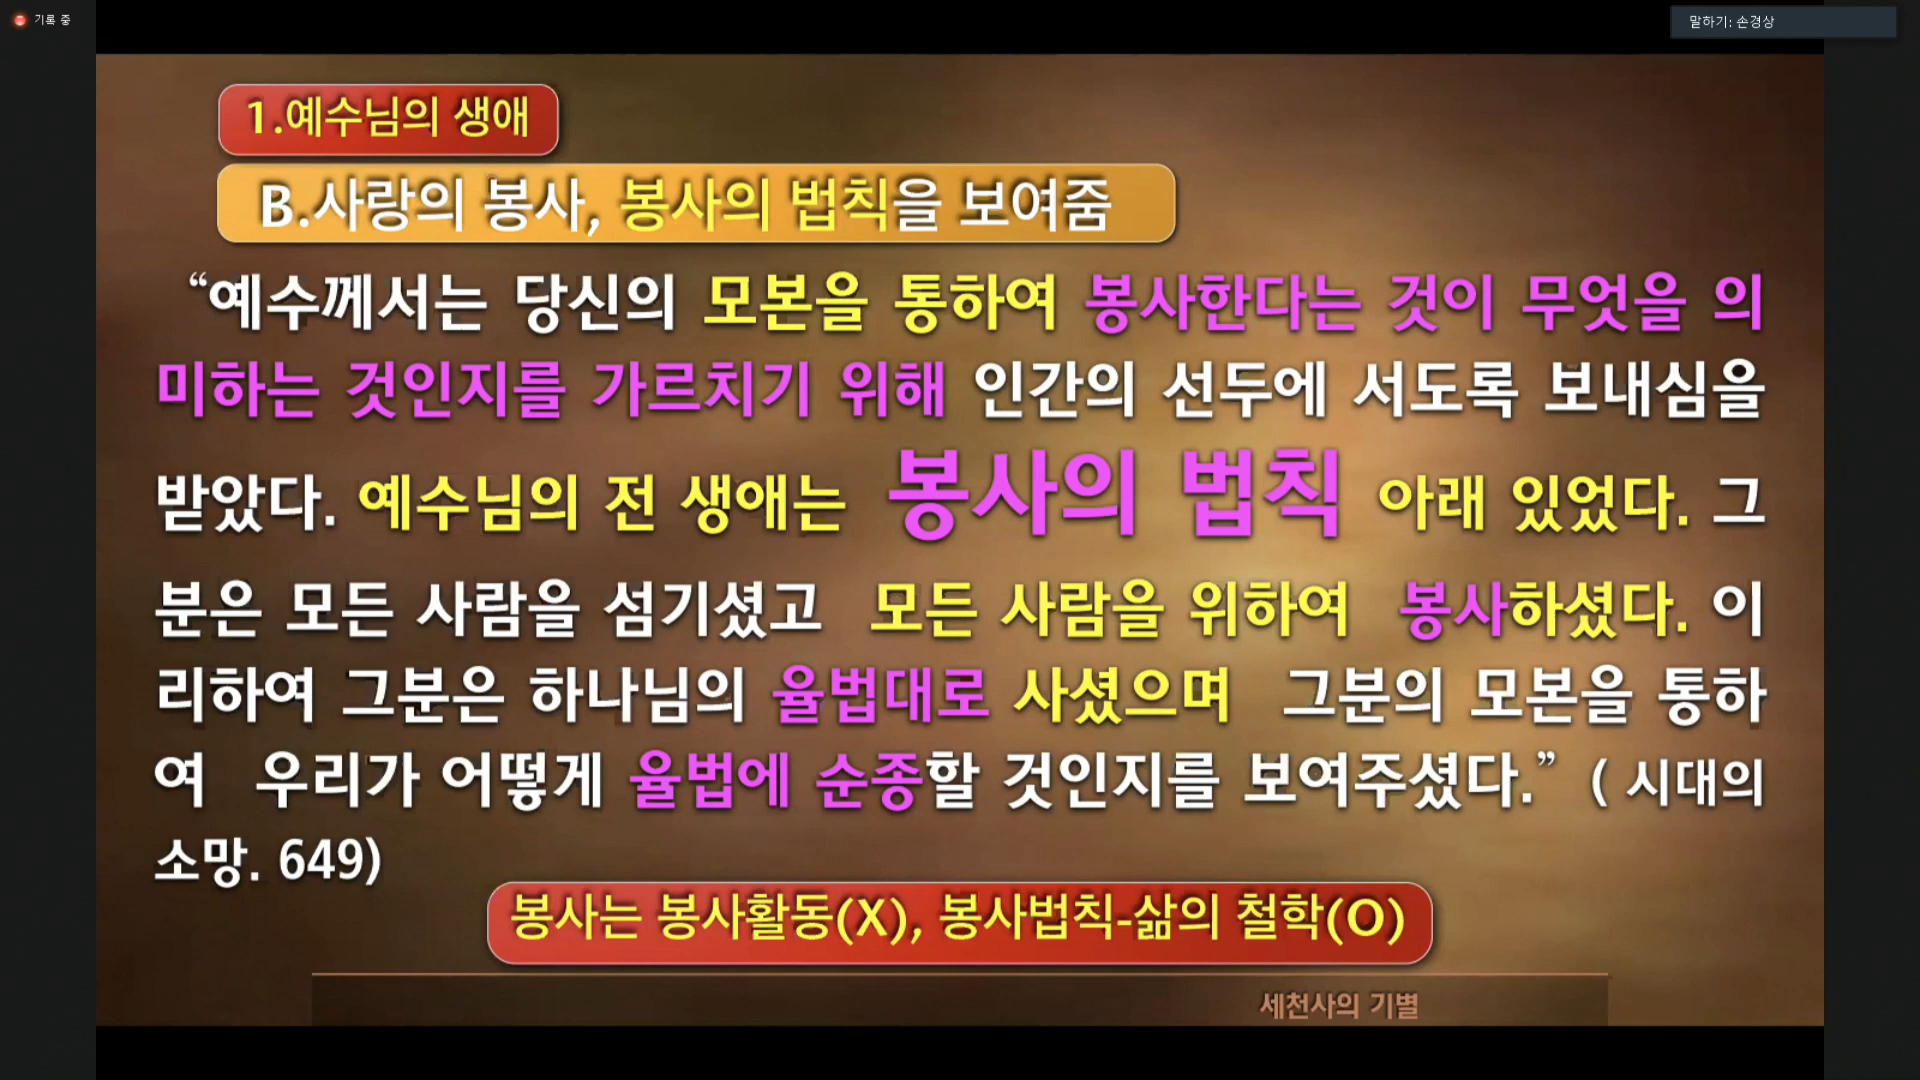 기록 중
말하기: 손경상
1.예수님의 생애
B.사랑의 봉사, 봉사의 법칙을 보여줌
“예수께서는 당신의 모본을 통하여 봉사한다는 것이 무엇을 의
미하는 것인지를 가르치기 위해 인간의 선두에 서도록 보내심을
받았다. 예수님의 전 생애는 봉사의 법칙 아래 있었다. 그
분은 모든 사람을 섬기셨고 모든 사람을 위하여 봉사하셨다. 이
리하여 그분은 하나님의 율법대로 사셨으며 그분의 모본을 통하
여 우리가 어떻게 율법에 순종할 것인지를 보여주셨다.” ( 시대의
소망. 649)
봉사는 봉사활동(X), 봉사법칙-삶의 철학(O)
세천사의 기별